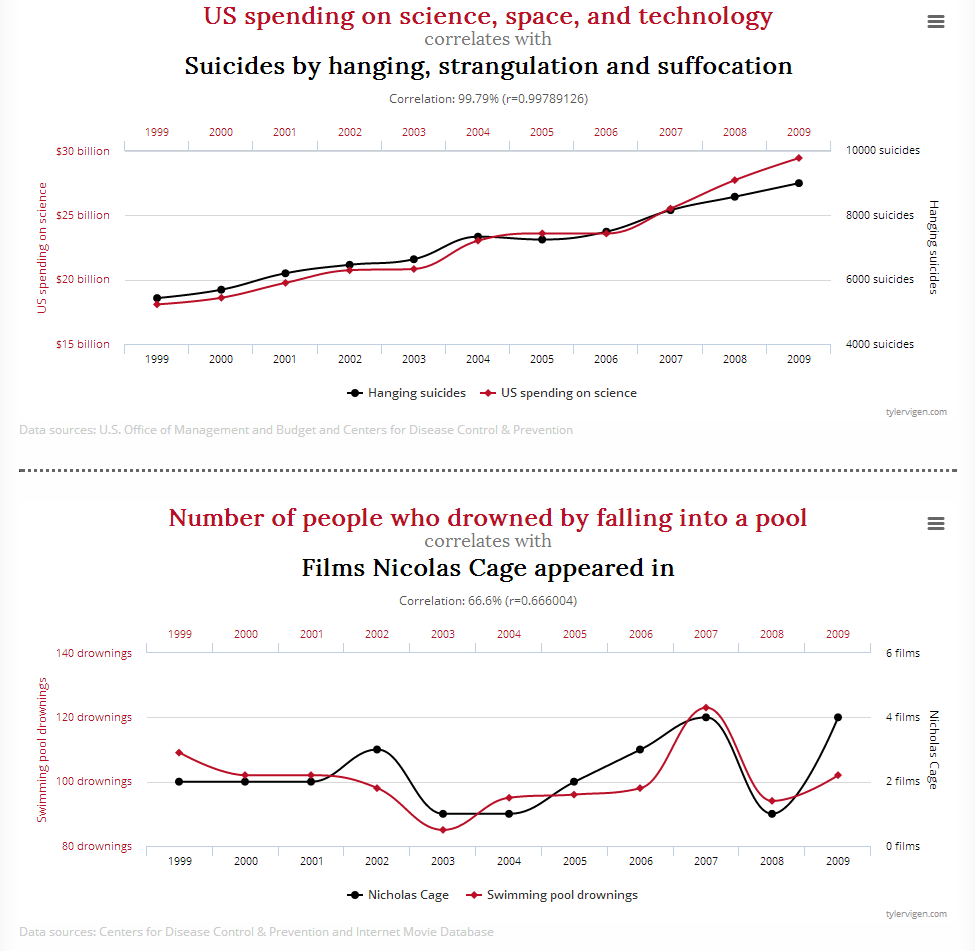 US spending on science, space, and technology
correlates with
Suicides by hanging, strangulation and suffocation
Correlation: 99.79% (r=0.99789126)
1999 2000 2001 2002 2003 2004 2005 2006 2007 2008 2009
US spending on science
$30 billion
$25 billion
$20 billion
$15 billion
10000 suicides
8000 suicides
6000 suicides
4000 suicides
Hanging suicides
1999 2000 2001 2002 2003 2004 2005 2006 2007 2008 2009
Hanging suicides US spending on science
tylervigen.com
Data sources: U.S. Office of Management and Budget and Centers for Disease Control & Prevention
Number of people who drowned by falling into a pool
correlates with
Films Nicolas Cage appeared in
Correlation: 66.6% (r=0.666004)
1999 2000 2001 2002 2003 2004 2005 2006 2007 2008 2009
Swimming pool drownings
140 drownings
120 drownings
100 drownings
80 drownings
6 films
4 films
2 films
0 films
Nicholas Cage
1999 2000 2001 2002 2003 2004 2005 2006 2007 2008 2009
Nicholas Cage Swimming pool drownings
tylervigen.com
Data sources: Centers for Disease Control & Prevention and Internet Movie Database